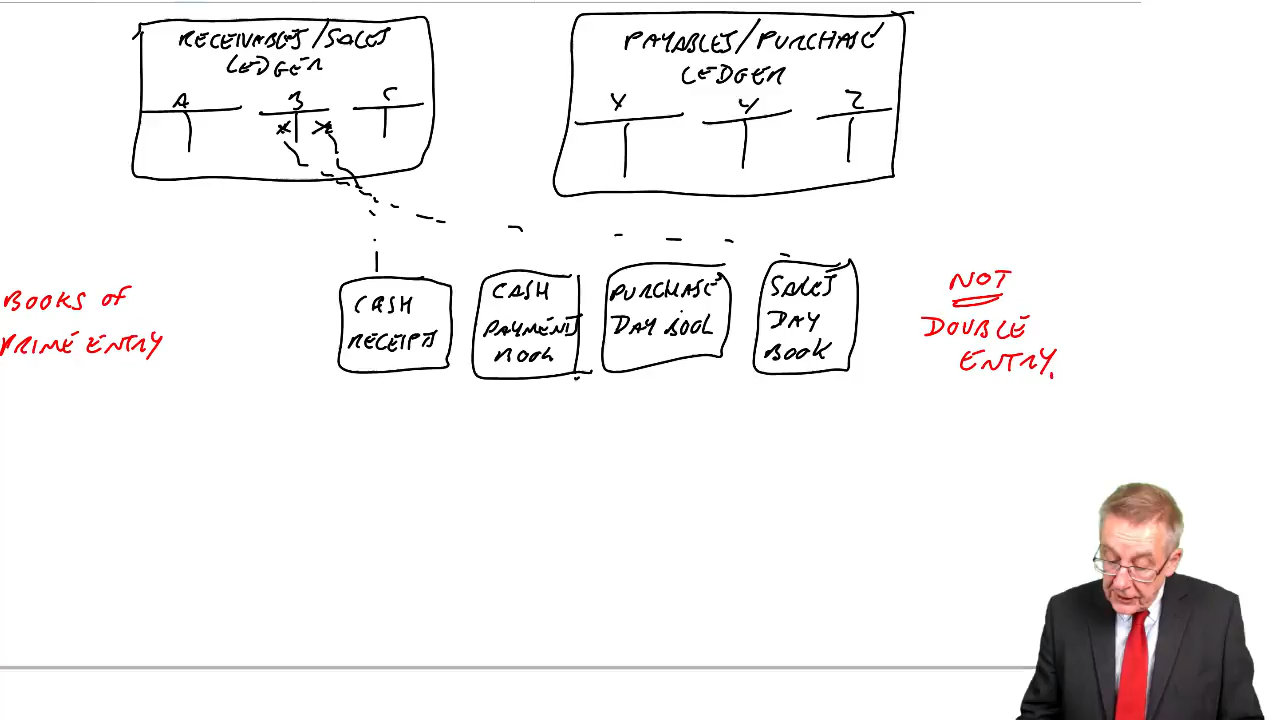 RECEIVABLES/SALES
LEDGER
A B C
x x
PAYABLES/PURCHASE
LEDGER
X Y Z
BOOKS OF
PRIME ENTRY
CASH
RECEIPTS
CASH
PAYMENTS
BOOK
PURCHASE
DAY BOOK
SALES
DAY
BOOK
NOT
DOUBLE
ENTRY.